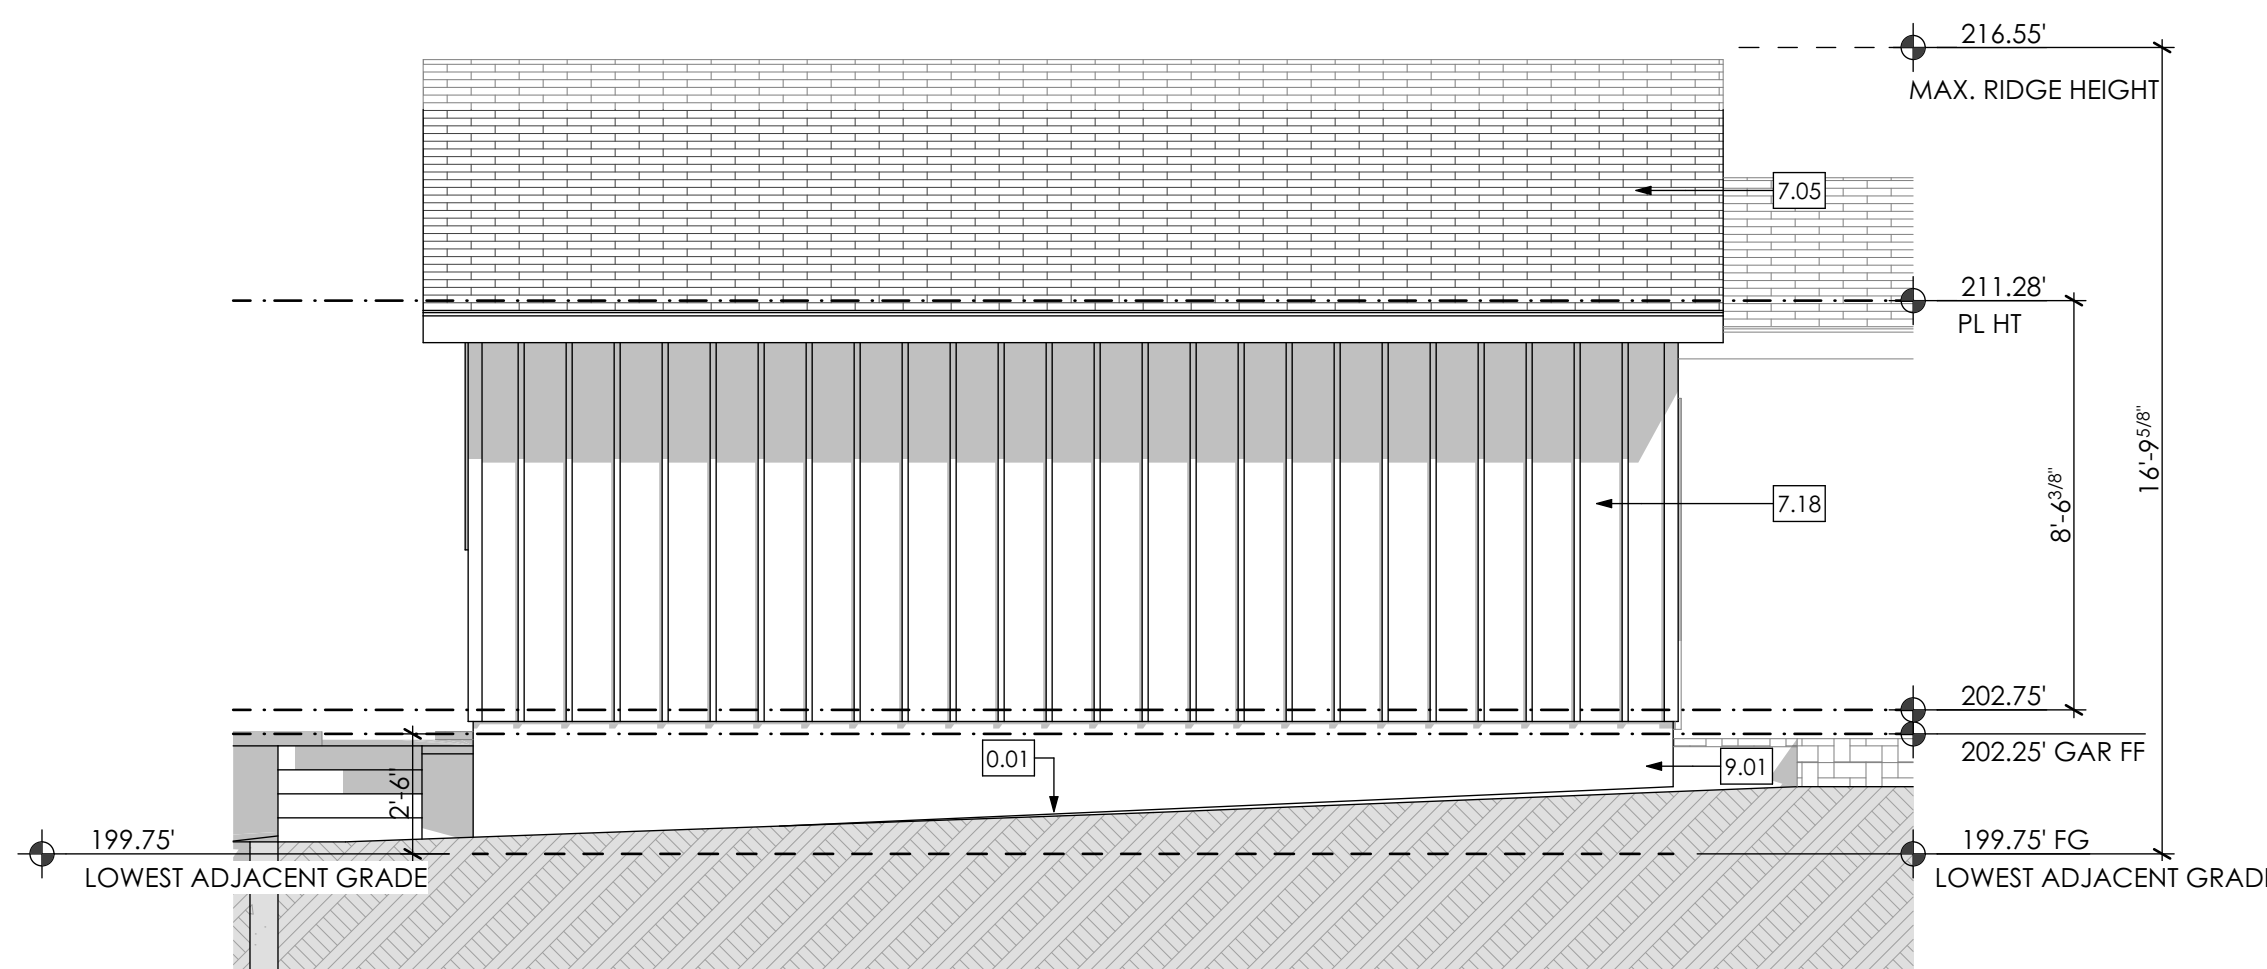 216.55'
MAX. RIDGE HEIGHT
7.05
211.28'
PL HT
16'-9 5/8"
8'-6 3/8"
7.18
202.75'
202.25' GAR FF
0.01
9.01
2'-6"
199.75'
LOWEST ADJACENT GRADE
199.75' FG
LOWEST ADJACENT GRAD